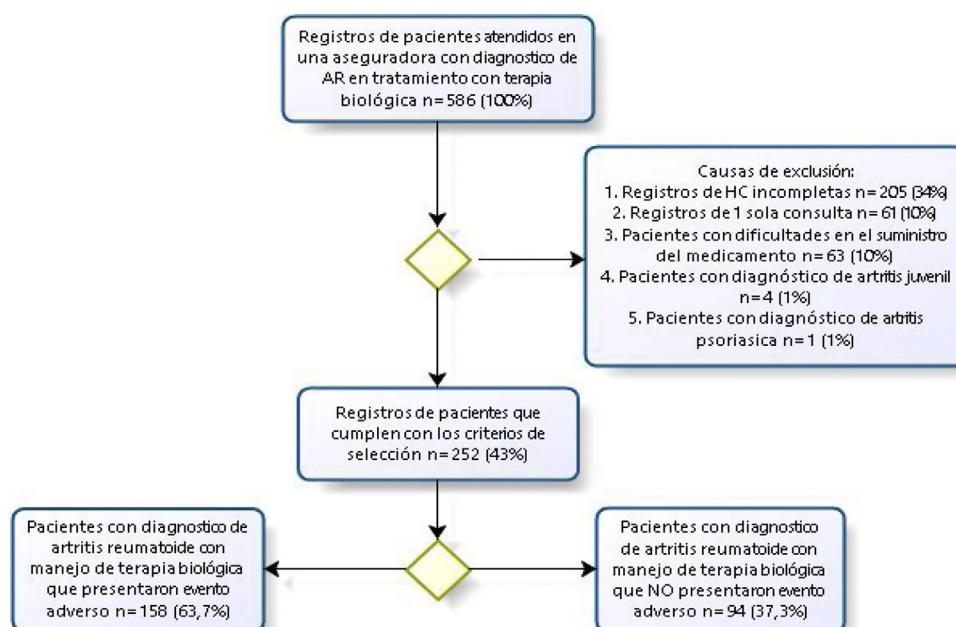 Registros de pacientes atendidos en
una aseguradora con diagnostico de
AR en tratamiento con terapia
biológica n= 586 (100%)
Causas de exclusión:
1. Registros de HC incompletas n= 205 (34%)
2. Registros de 1 sola consulta n= 61 (10%)
3. Pacientes con dificultades en el suministro
del medicamento n= 63 (10%)
4. Pacientes con diagnóstico de artritis juvenil
n= 4 (1%)
5. Pacientes con diagnóstico de artritis
psoriasica n= 1 (1%)
Registros de pacientes que
cumplen con los criterios de
selección n= 252 (43%)
Pacientes con diagnostico de
artritis reumatoide con
manejo de terapia biológica
que presentaron evento
adverso n= 158 (63,7%)
Pacientes con diagnostico
de artritis reumatoide con
manejo de terapia biológica
que NO presentaron evento
adverso n= 94 (37,3%)